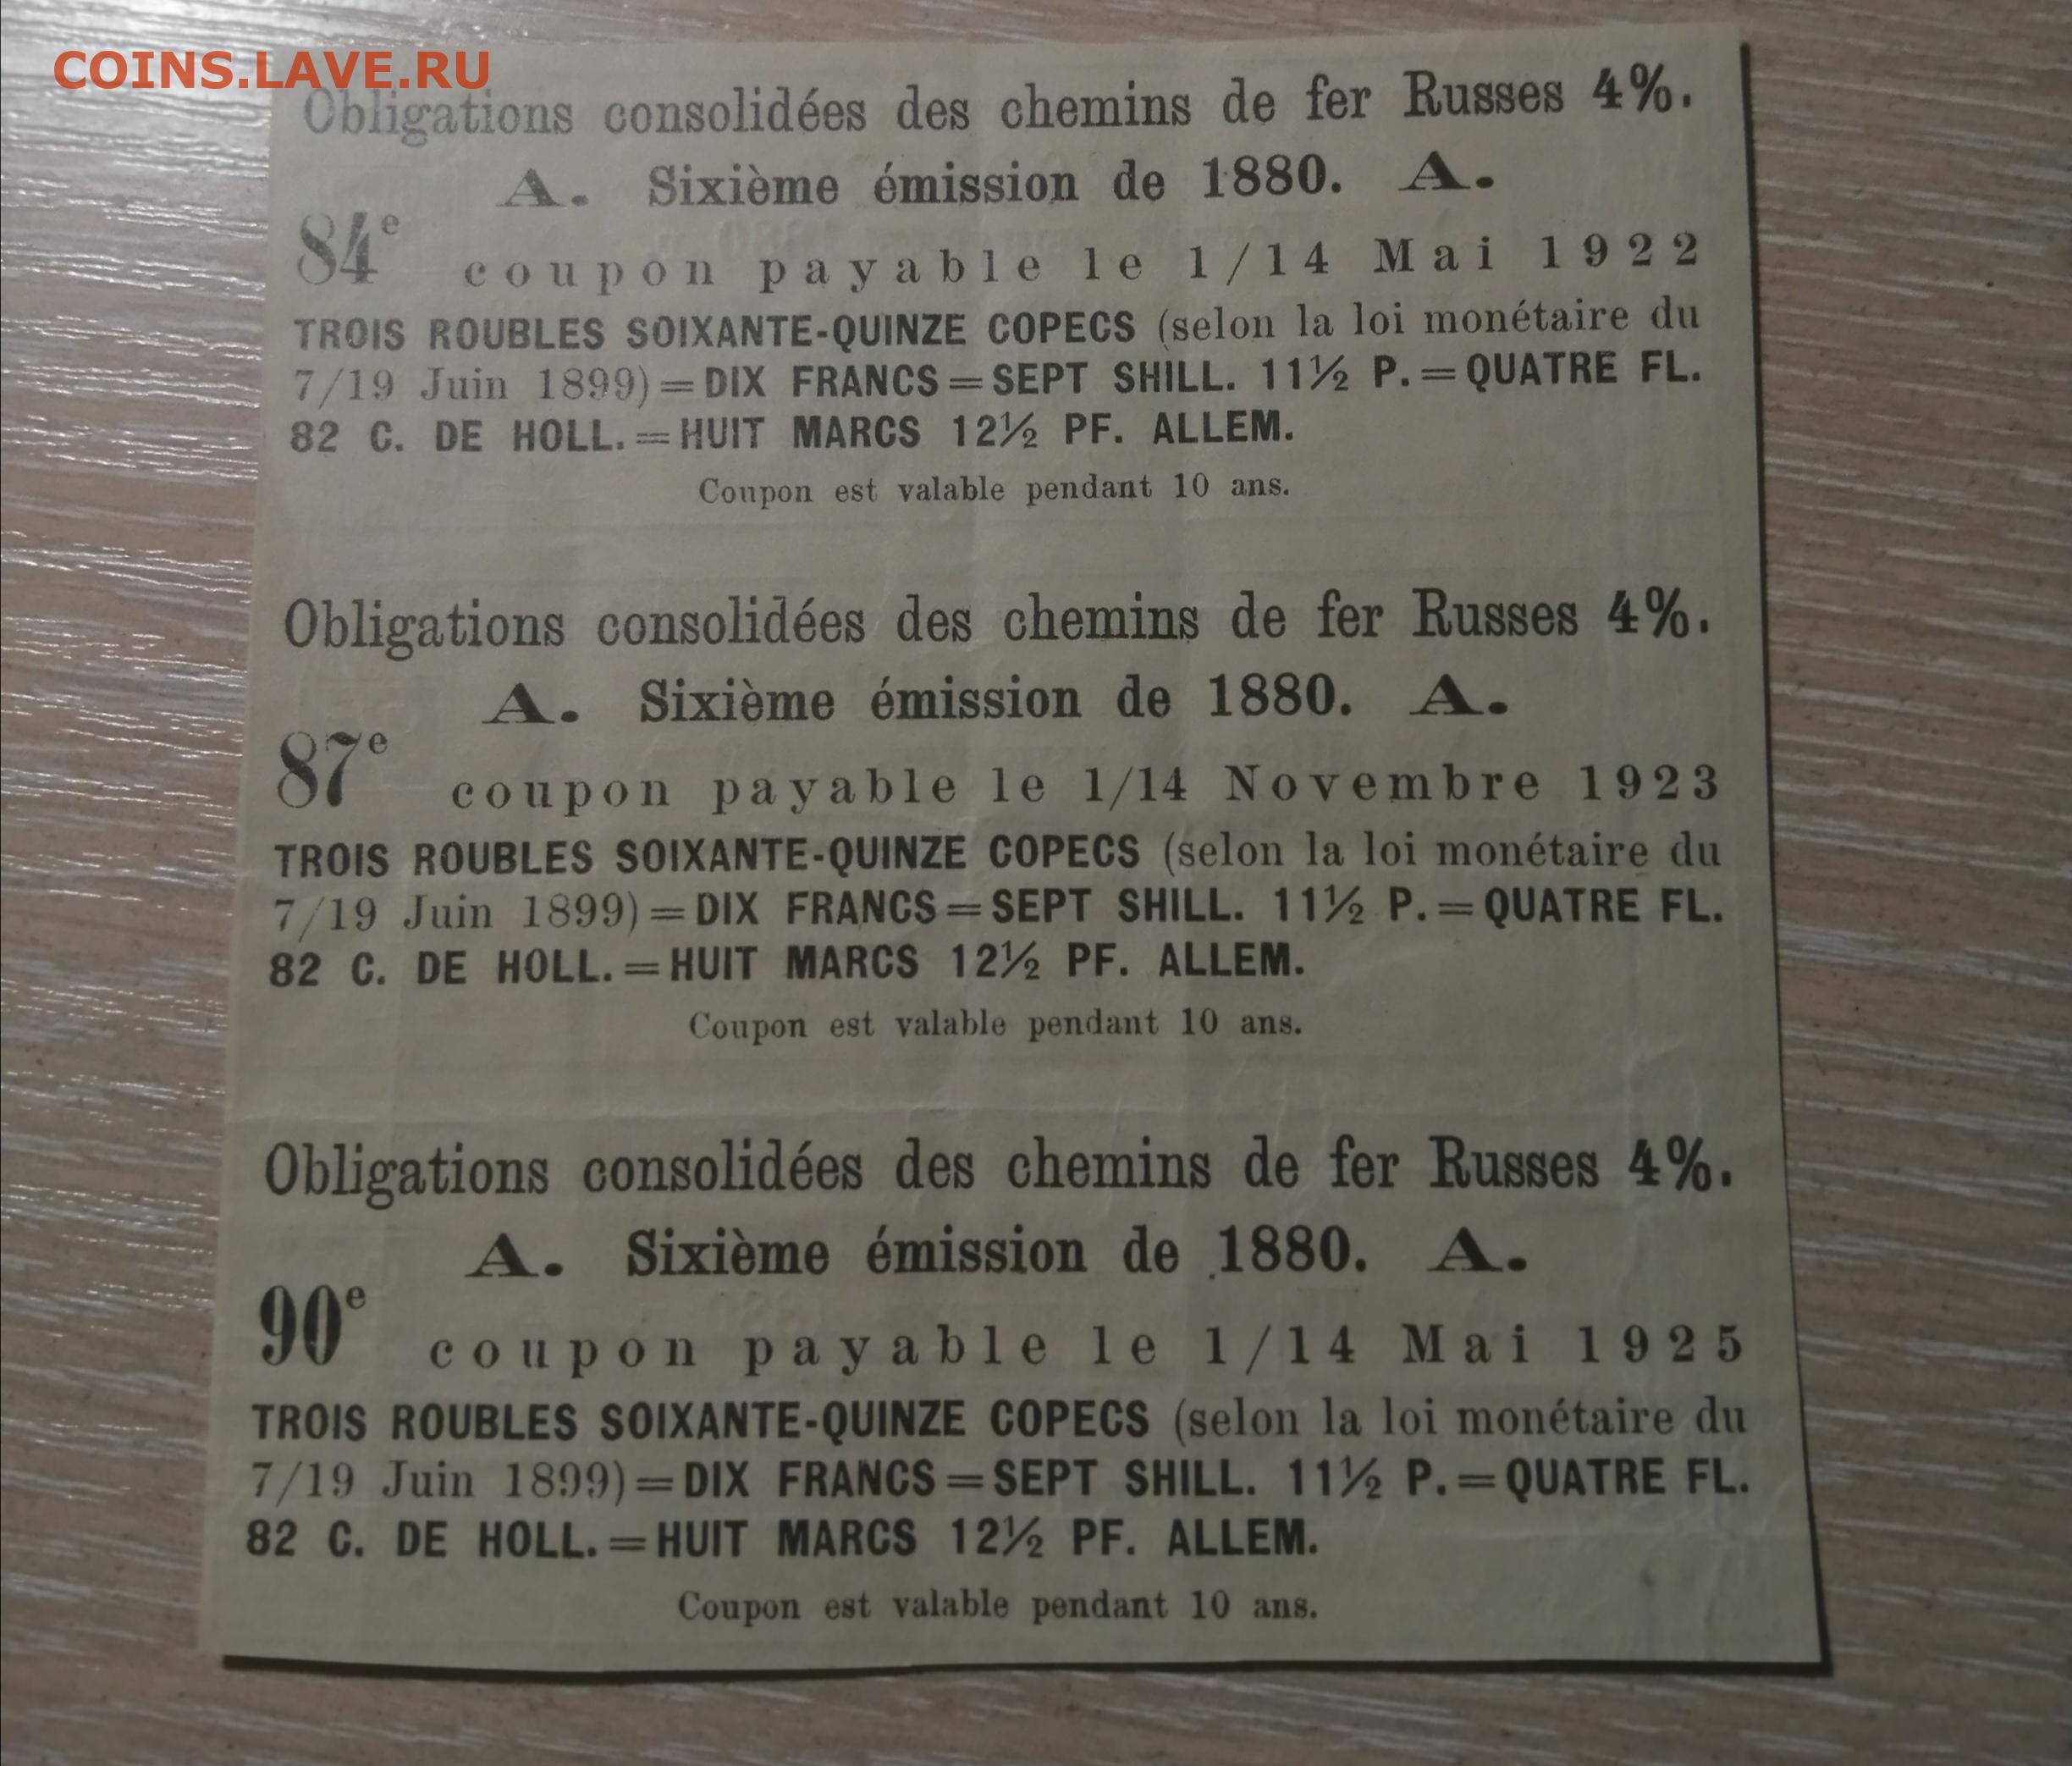 COINS.LAVE.RU
Obligations consolidées des chemins de fer Russes 4%.
A. Sixième émission de 1880. A.
84e coupon payable le 1/14 Mai 1922
TROIS ROUBLES SOIXANTE-QUINZE COPECS (selon la loi monétaire du
7/19 Juin 1899)=DIX FRANCS=SEPT SHILL. 11½ P.=QUATRE FL.
82 C. DE HOLL.=HUIT MARCS 12½ PF. ALLEM.
Coupon est valable pendant 10 ans.
Obligations consolidées des chemins de fer Russes 4%.
A. Sixième émission de 1880. A.
87e coupon payable le 1/14 Novembre 1923
TROIS ROUBLES SOIXANTE-QUINZE COPECS (selon la loi monétaire du
7/19 Juin 1899)=DIX FRANCS=SEPT SHILL. 11½ P.=QUATRE FL.
82 C. DE HOLL.=HUIT MARCS 12½ PF. ALLEM.
Coupon est valable pendant 10 ans.
Obligations consolidées des chemins de fer Russes 4%.
A. Sixième émission de 1880. A.
90e coupon payable le 1/14 Mai 1925
TROIS ROUBLES SOIXANTE-QUINZE COPECS (selon la loi monétaire du
7/19 Juin 1899)=DIX FRANCS=SEPT SHILL. 11½ P.=QUATRE FL.
82 C. DE HOLL.=HUIT MARCS 12½ PF. ALLEM.
Coupon est valable pendant 10 ans.